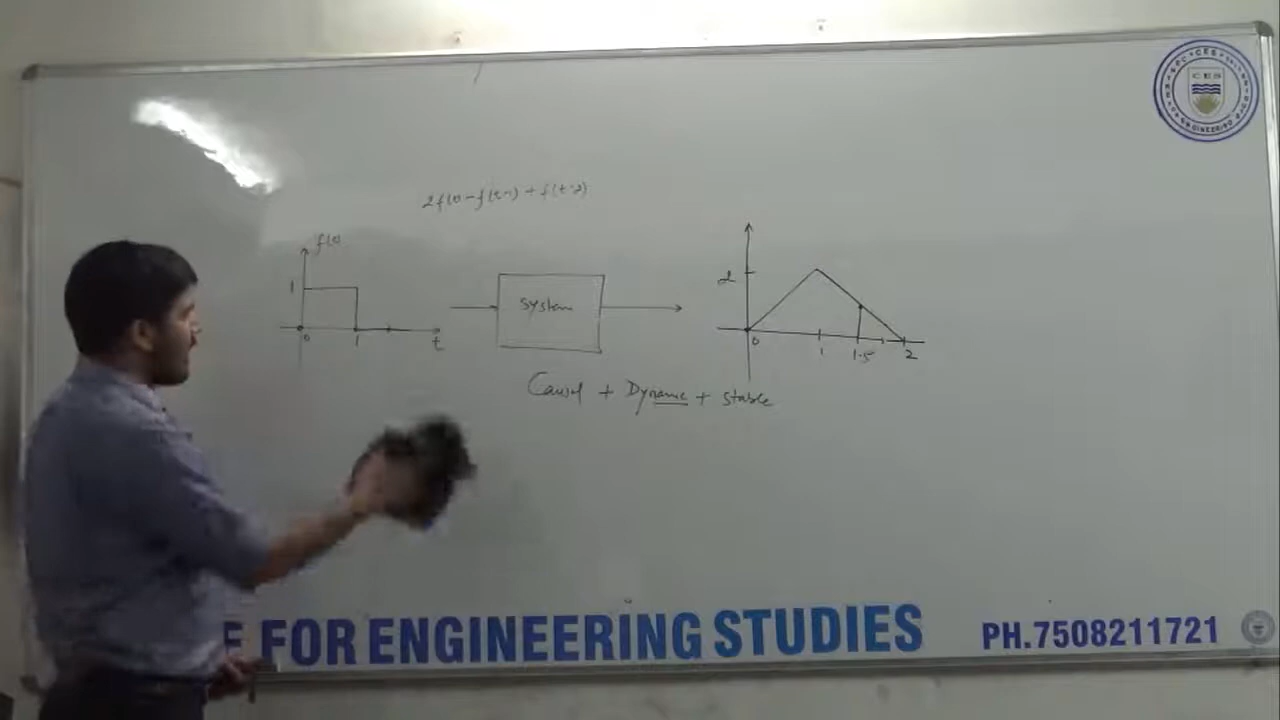 2f(t) - f(t-1) + f(t-2)
f(t)
1
0
1
t
system
2
0
1
1.5
2
Causal + Dynamic + stable
CES
E FOR ENGINEERING STUDIES
PH.7508211721